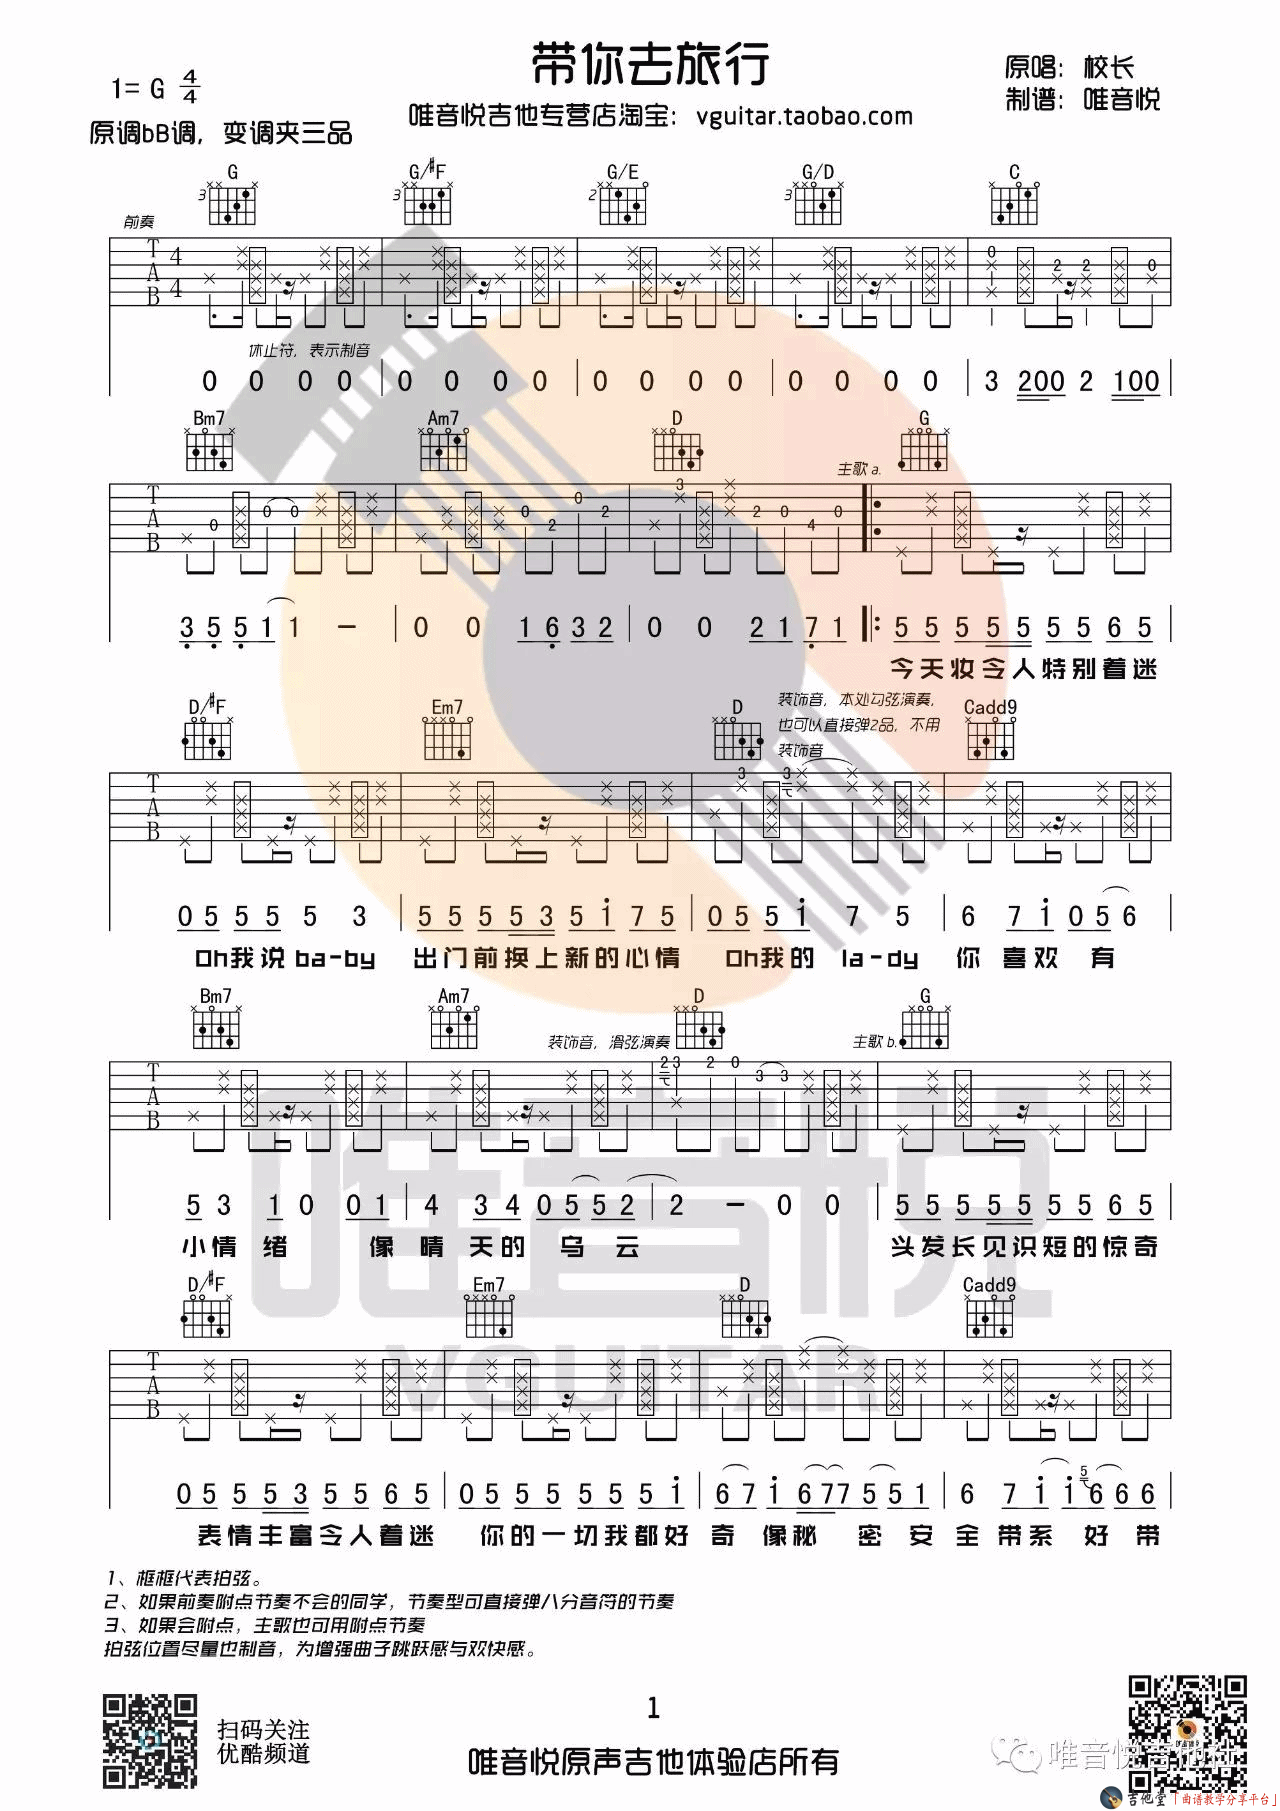 带你去旅行
1= G 4/4
原唱：校长
制谱：唯音悦
唯音悦吉他专营店淘宝：vguitar.taobao.com
原调bB调，变调夹三品
G G/#F G/E G/D C
前奏
休止符，表示制音
0 0 0 0 | 0 0 0 0 | 0 0 0 0 | 0 0 0 0 | 3 200 2 100
Bm7 Am7 D G
主歌 a.
3 5 5 1 1 – | 0 0 1 6 3 2 | 0 0 2 1 7 1 |: 5 5 5 5 5 5 5 6 5
今天妆令人特别着迷
D/#F Em7 D Cadd9
装饰音，本处勾弦演奏，
也可以直接弹2品，不用
装饰音
0 5 5 5 5 3 | 5 5 5 5 3 5 1 7 5 | 0 5 5 1 7 5 | 6 7 1 0 5 6
Oh我说 ba-by 出门前换上新的心情 Oh我的 la-dy 你喜欢有
Bm7 Am7 D G
装饰音，滑弦演奏
主歌 b.
5 3 1 0 0 1 | 4 3 4 0 5 5 2 | 2 – 0 0 | 5 5 5 5 5 5 5 6 5
小情绪 像晴天的乌云 头发长见识短的惊奇
D/#F Em7 D Cadd9
0 5 5 5 3 5 5 6 5 | 0 5 5 5 5 5 5 1 | 6 7 1 6 7 7 5 5 1 | 6 7 1 1 5 6 6 6
表情丰富令人着迷 你的一切我都好奇像秘密安全带系好带
唯音悦
VGUITAR
1、框框代表拍弦。
2、如果前奏附点节奏不会的同学，节奏型可直接弹八分音符的节奏
3、如果会附点，主歌也可用附点节奏
拍弦位置尽量也制音，为增强曲子跳跃感与欢快感。
扫码关注
优酷频道
1
唯音悦原声吉他体验店所有
唯音悦吉他社
吉他堂「曲谱教学分享平台」